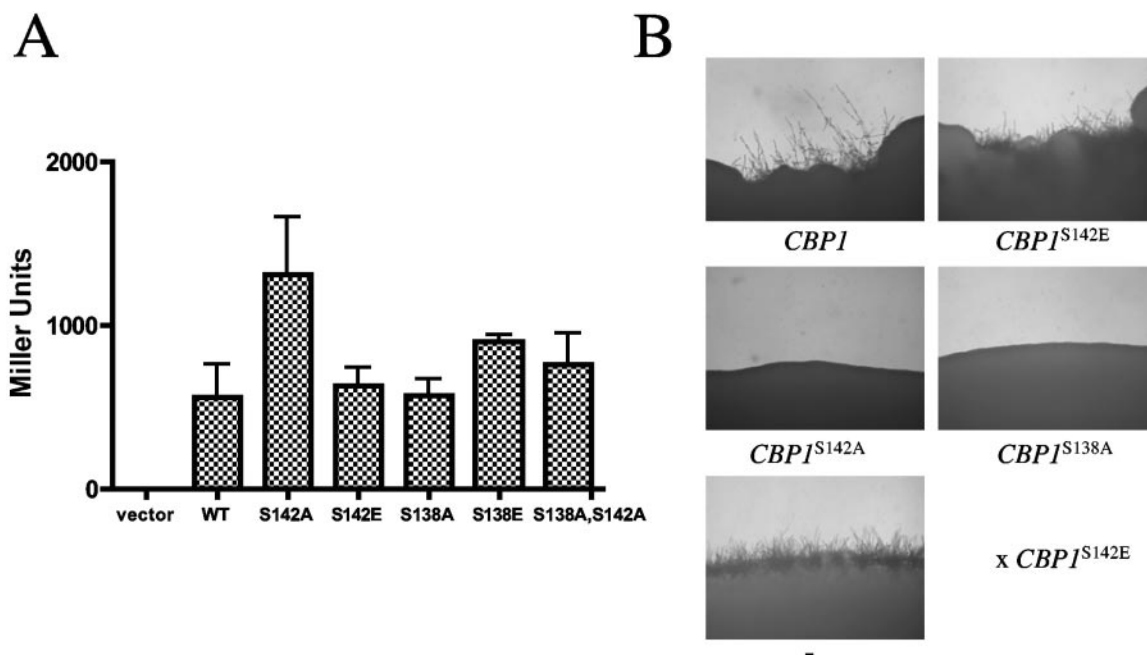 A
B
2000
1000
0
Miller Units
vector WT S142A S142E S138A S138E S138A,S142A
CBP1
CBP1S142E
CBP1S142A
CBP1S138A
x CBP1S142E